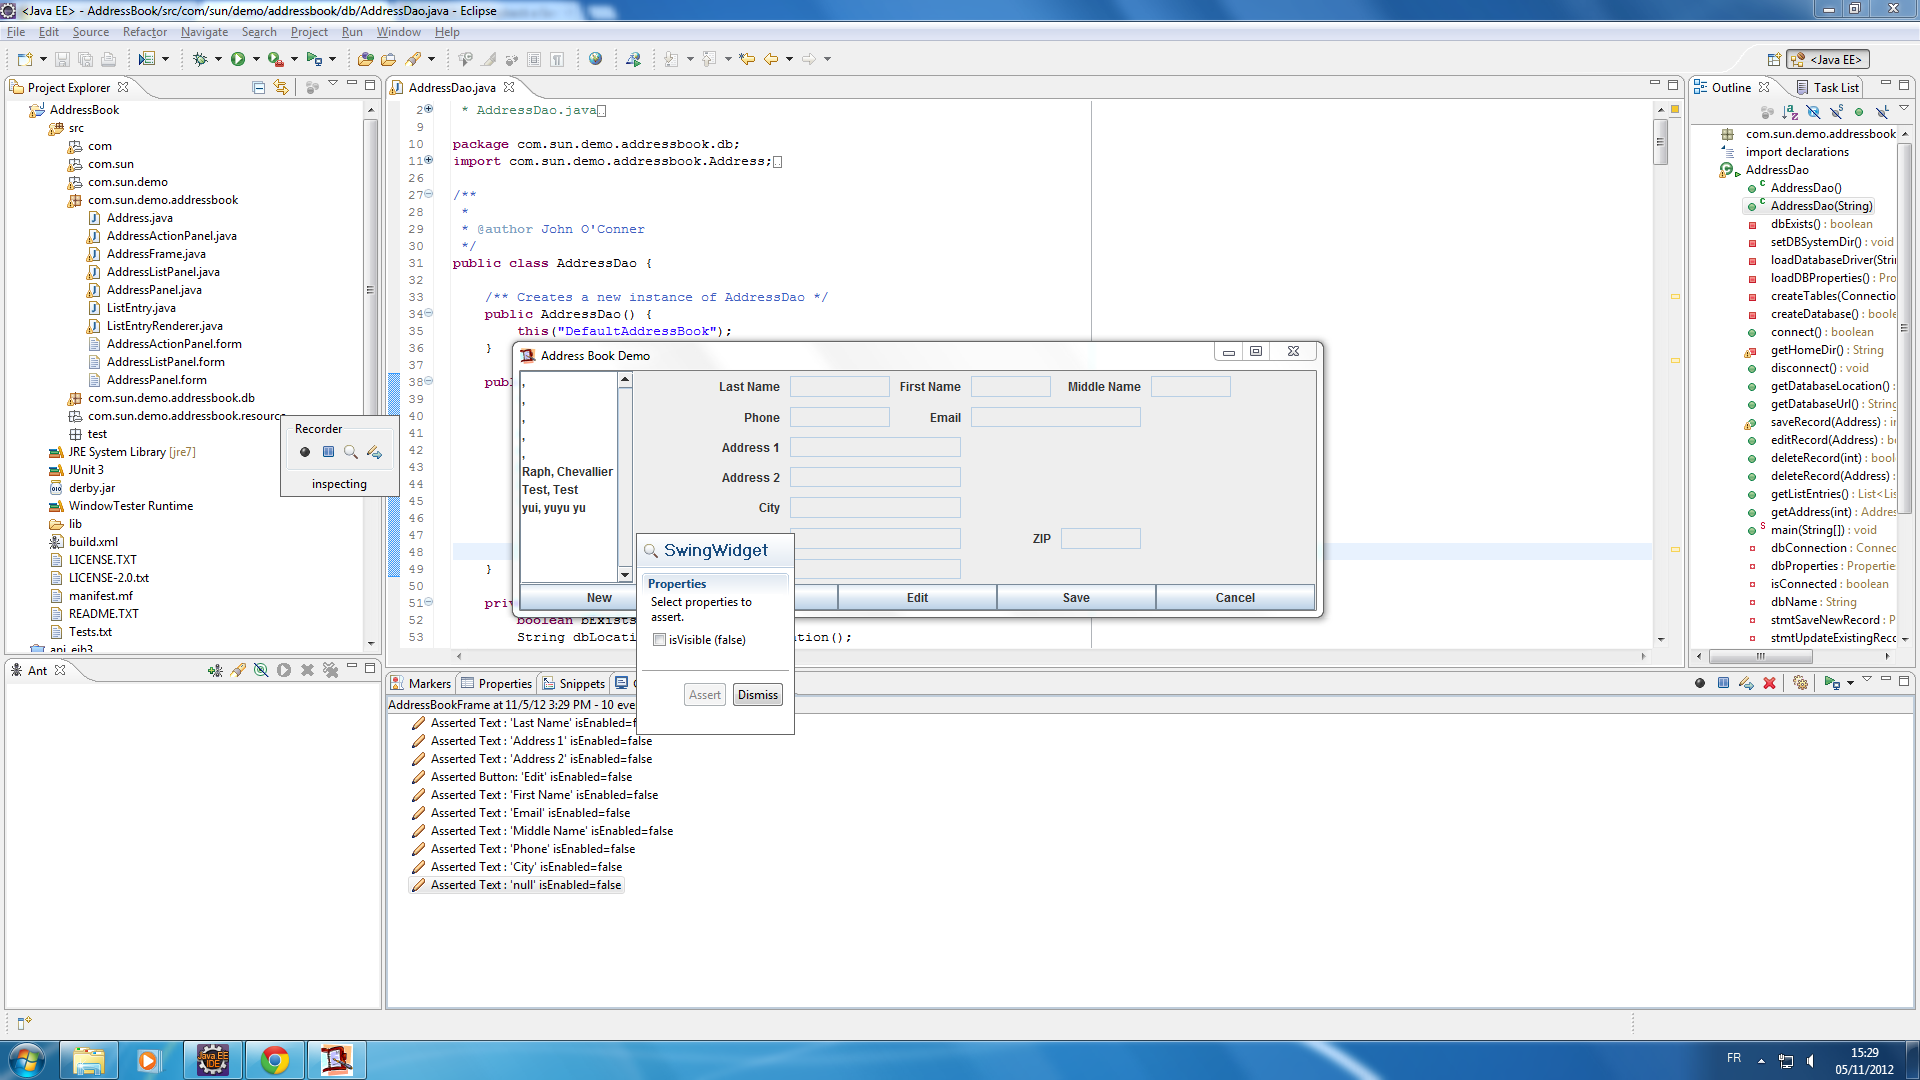 <Java EE> - AddressBook/src/com/sun/demo/addressbook/db/AddressDao.java - Eclipse
File Edit Source Refactor Navigate Search Project Run Window Help
<Java EE>
Project Explorer
AddressBook
src
com
com.sun
com.sun.demo
com.sun.demo.addressbook
Address.java
AddressActionPanel.java
AddressFrame.java
AddressListPanel.java
AddressPanel.java
ListEntry.java
ListEntryRenderer.java
AddressActionPanel.form
AddressListPanel.form
AddressPanel.form
com.sun.demo.addressbook.db
com.sun.demo.addressbook.resource
test
JRE System Library [jre7]
JUnit 3
derby.jar
WindowTester Runtime
lib
build.xml
LICENSE.TXT
LICENSE-2.0.txt
manifest.mf
README.TXT
Tests.txt
api_eib3
Recorder
inspecting
AddressDao.java
2 * AddressDao.java
9
10 package com.sun.demo.addressbook.db;
11 import com.sun.demo.addressbook.Address;
26
27 /**
28 *
29 * @author John O'Conner
30 */
31 public class AddressDao {
32
33 /** Creates a new instance of AddressDao */
34 public AddressDao() {
35 this("DefaultAddressBook");
36 }
37
38 pub
39
40
41
42
43
44
45
46
47
48
49 }
50
51 priv
52 boolean bExists
53 String dbLocati tion();
Address Book Demo
,
,
,
,
,
Raph, Chevallier
Test, Test
yui, yuyu yu
Last Name First Name Middle Name
Phone Email
Address 1
Address 2
City
ZIP
New Edit Save Cancel
SwingWidget
Properties
Select properties to
assert.
isVisible (false)
Assert Dismiss
Outline Task List
com.sun.demo.addressbook
import declarations
AddressDao
AddressDao()
AddressDao(String)
dbExists() : boolean
setDBSystemDir() : void
loadDatabaseDriver(Stri
loadDBProperties() : Pro
createTables(Connectio
createDatabase() : boole
connect() : boolean
getHomeDir() : String
disconnect() : void
getDatabaseLocation() :
getDatabaseUrl() : String
saveRecord(Address) : in
editRecord(Address) : b
deleteRecord(int) : bool
deleteRecord(Address) :
getListEntries() : List<Lis
getAddress(int) : Addres
main(String[]) : void
dbConnection : Connec
dbProperties : Propertie
isConnected : boolean
dbName : String
stmtSaveNewRecord : P
stmtUpdateExistingRec
Ant
Markers Properties Snippets
AddressBookFrame at 11/5/12 3:29 PM - 10 eve
Asserted Text : 'Last Name' isEnabled=f
Asserted Text : 'Address 1' isEnabled=false
Asserted Text : 'Address 2' isEnabled=false
Asserted Button: 'Edit' isEnabled=false
Asserted Text : 'First Name' isEnabled=false
Asserted Text : 'Email' isEnabled=false
Asserted Text : 'Middle Name' isEnabled=false
Asserted Text : 'Phone' isEnabled=false
Asserted Text : 'City' isEnabled=false
Asserted Text : 'null' isEnabled=false
Java EE
IDE
FR
15:29
05/11/2012